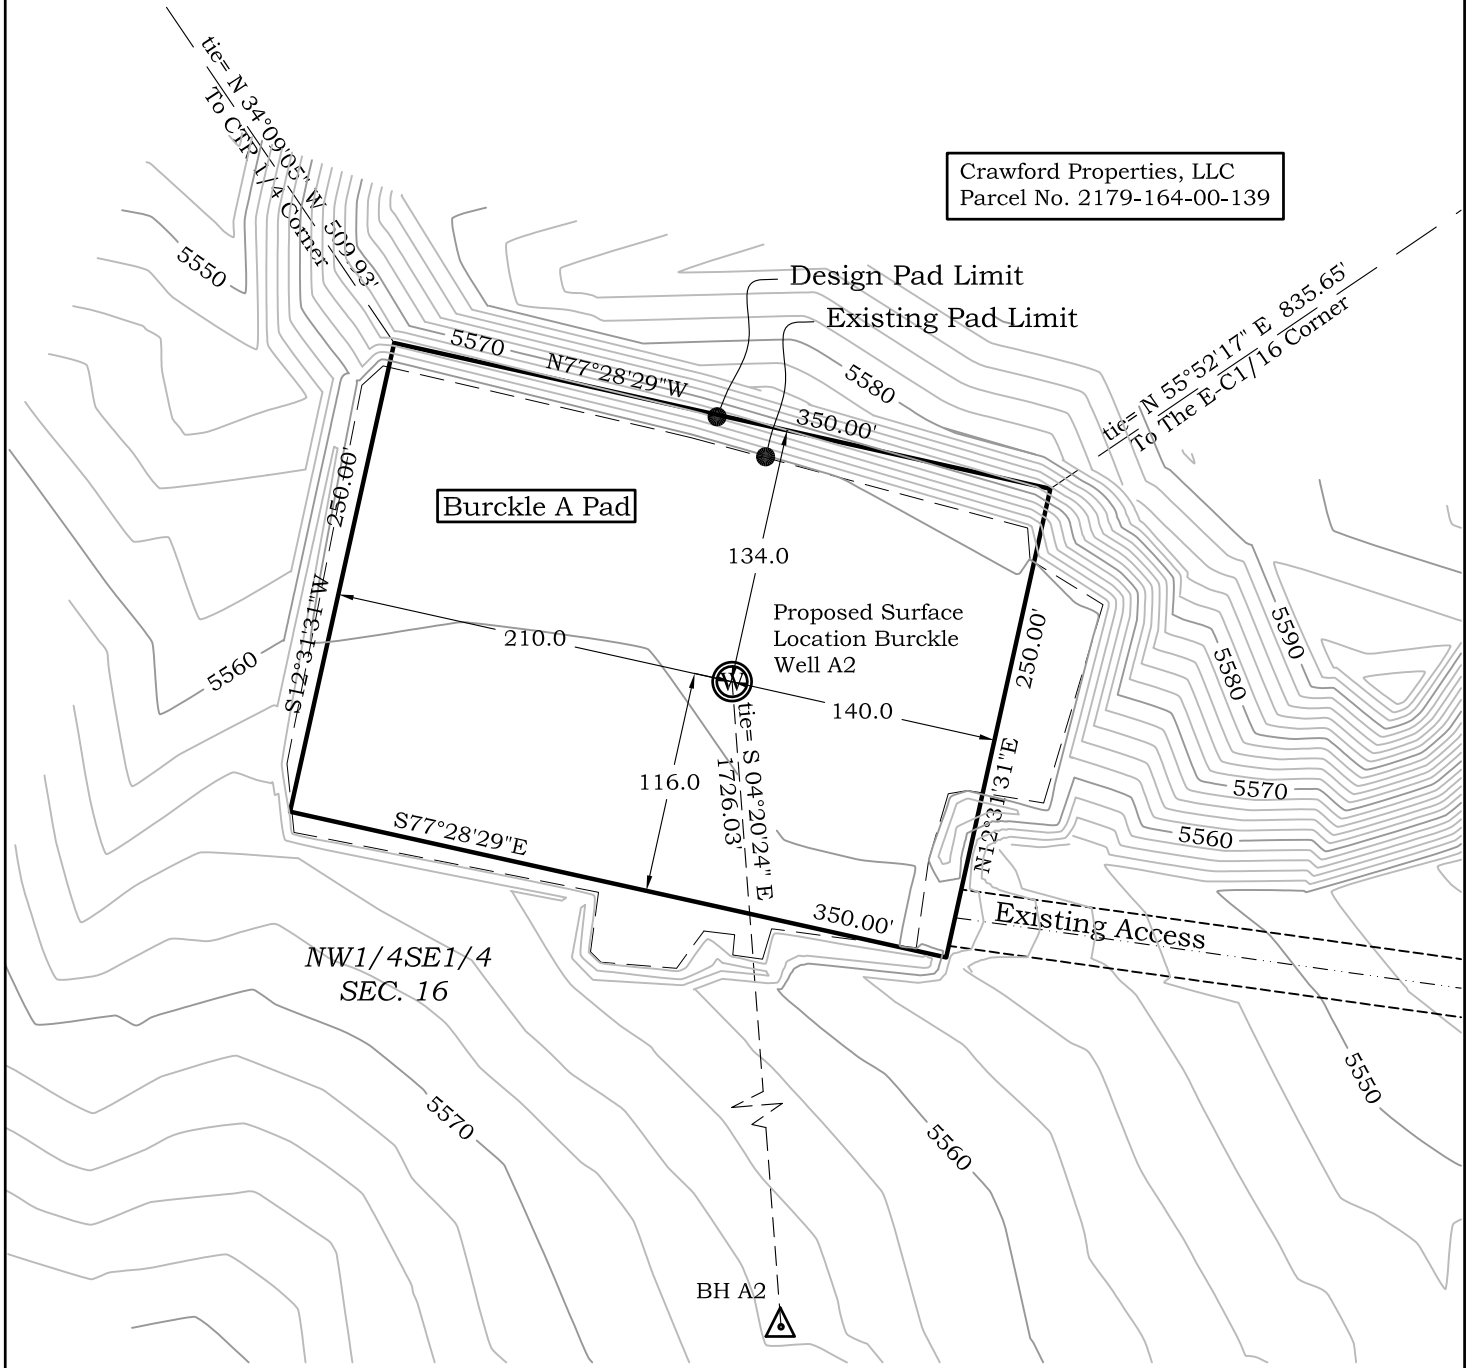 tie= N 34°09'05" W 509.93'
To CTR 1/4 Corner
Crawford Properties, LLC
Parcel No. 2179-164-00-139
5550
Design Pad Limit
Existing Pad Limit
tie= N 55°52'17" E 835.65'
To The E-C1/16 Corner
5570
N77°28'29"W
350.00'
5580
250.00'
S12°31'31"W
Burckle A Pad
134.0
Proposed Surface
Location Burckle
Well A2
210.0
W
140.0
250.00'
N12°31'31"E
5590
5580
5560
116.0
tie= S 04°20'24" E
1726.03'
5570
5560
S77°28'29"E
350.00'
Existing Access
NW1/4SE1/4
SEC. 16
5550
5570
5560
BH A2